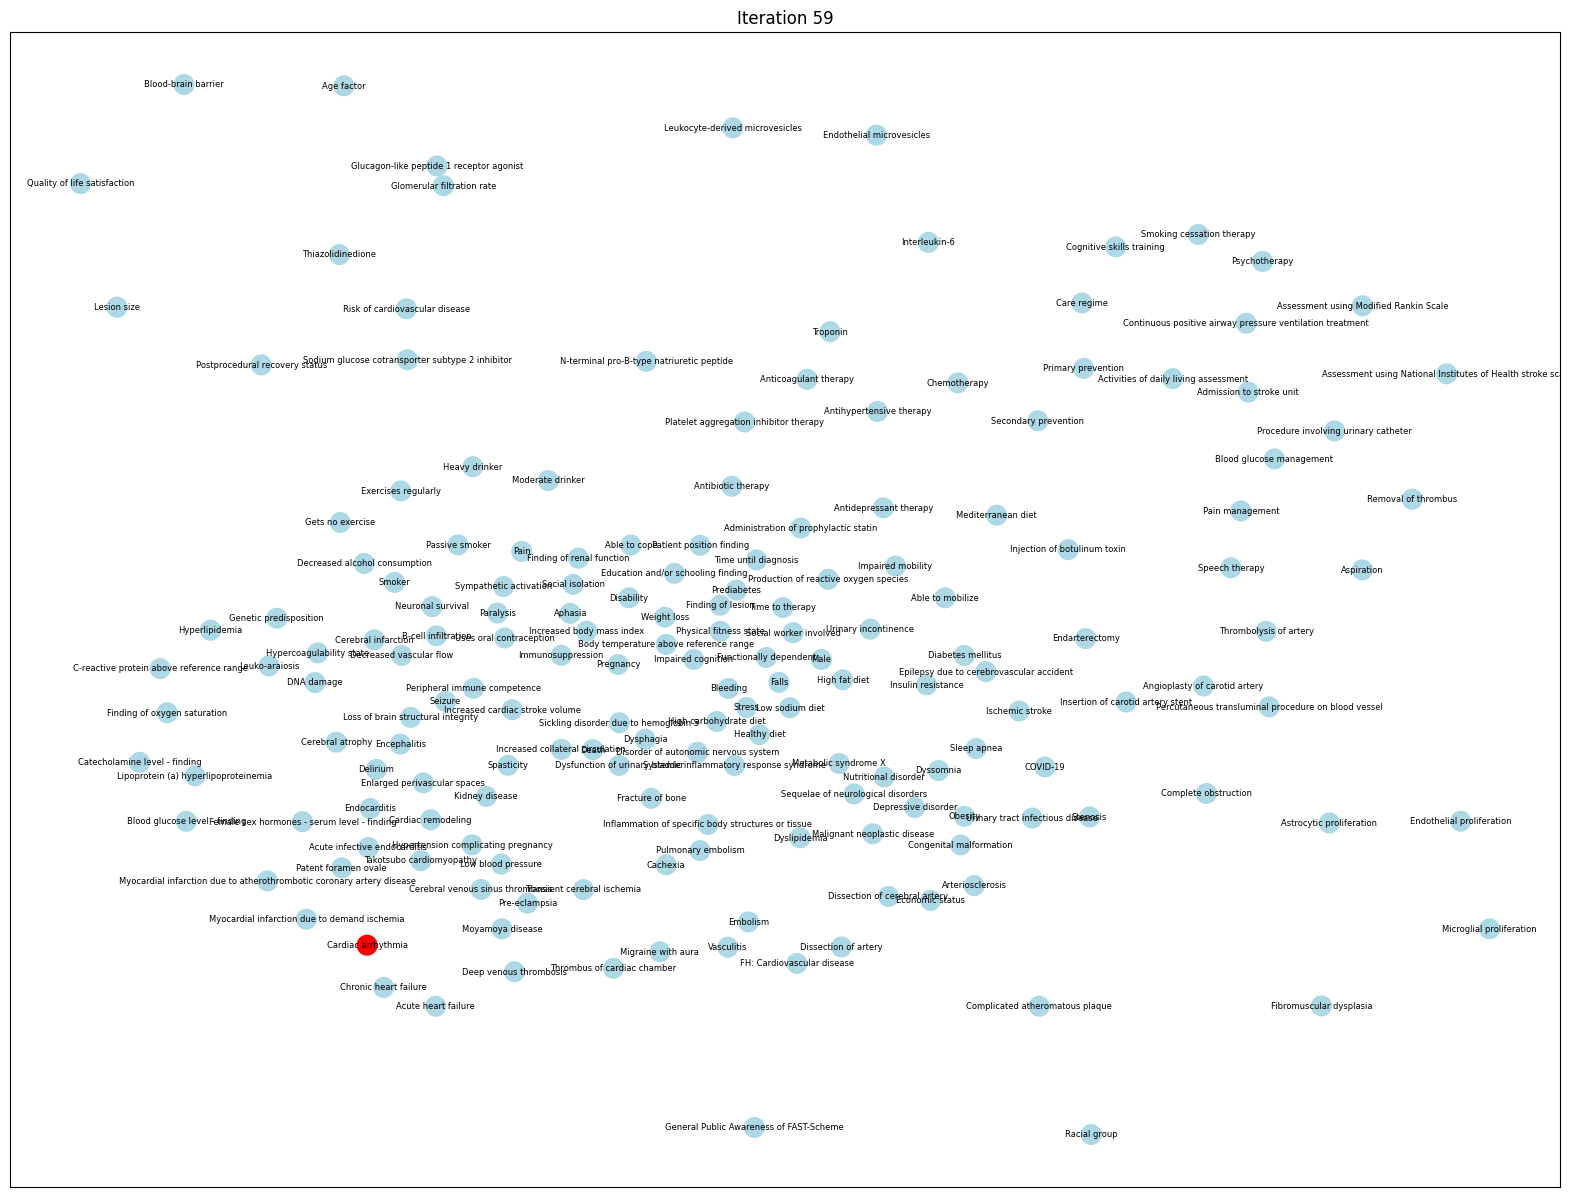 Iteration 59
Blood-brain barrier
Age factor
Leukocyte-derived microvesicles
Endothelial microvesicles
Glucagon-like peptide 1 receptor agonist
Quality of life satisfaction
Glomerular filtration rate
Smoking cessation therapy
Interleukin-6
Cognitive skills training
Thiazolidinedione
Psychotherapy
Care regime
Lesion size
Assessment using Modified Rankin Scale
Risk of cardiovascular disease
Continuous positive airway pressure ventilation treatment
Troponin
Sodium glucose cotransporter subtype 2 inhibitor
N-terminal pro-B-type natriuretic peptide
Postprocedural recovery status
Primary prevention
Assessment using National Institutes of Health stroke sc
Anticoagulant therapy
Activities of daily living assessment
Chemotherapy
Admission to stroke unit
Antihypertensive therapy
Platelet aggregation inhibitor therapy
Secondary prevention
Procedure involving urinary catheter
Blood glucose management
Heavy drinker
Moderate drinker
Antibiotic therapy
Exercises regularly
Removal of thrombus
Antidepressant therapy
Pain management
Mediterranean diet
Gets no exercise
Administration of prophylactic statin
Passive smoker
Able to cope
Patient position finding
Pain
Injection of botulinum toxin
Finding of renal function
Time until diagnosis
Decreased alcohol consumption
Impaired mobility
Speech therapy
Aspiration
Education and/or schooling finding
Production of reactive oxygen species
Smoker
Social isolation
Sympathetic activation
Prediabetes
Disability
Able to mobilize
Neuronal survival
Finding of lesion
Time to therapy
Paralysis
Aphasia
Weight loss
Genetic predisposition
Hyperlipidemia
Urinary incontinence
Increased body mass index
Physical fitness state
Thrombolysis of artery
Social worker involved
B-cell infiltration
Uses oral contraception
Endarterectomy
Cerebral infarction
Body temperature above reference range
Hypercoagulability state
Decreased vascular flow
Immunosuppression
Diabetes mellitus
Functionally dependent
Impaired cognition
Male
Pregnancy
Leuko-araiosis
C-reactive protein above reference range
Epilepsy due to cerebrovascular accident
High fat diet
DNA damage
Falls
Insulin resistance
Angioplasty of carotid artery
Peripheral immune competence
Bleeding
Seizure
Insertion of carotid artery stent
Percutaneous transluminal procedure on blood vessel
Stress
Low sodium diet
Increased cardiac stroke volume
Ischemic stroke
Finding of oxygen saturation
Loss of brain structural integrity
High carbohydrate diet
Sickling disorder due to hemoglobin S
Healthy diet
Dysphagia
Cerebral atrophy
Encephalitis
Increased collateral circulation
Death
Sleep apnea
Disorder of autonomic nervous system
Catecholamine level - finding
Metabolic syndrome X
Spasticity
Dysfunction of urinary bladder
Systemic inflammatory response syndrome
COVID-19
Delirium
Dyssomnia
Lipoprotein (a) hyperlipoproteinemia
Nutritional disorder
Enlarged perivascular spaces
Complete obstruction
Sequelae of neurological disorders
Kidney disease
Fracture of bone
Endocarditis
Depressive disorder
Obesity
Stenosis
Urinary tract infectious disease
Cardiac remodeling
Blood glucose level - finding
Female sex hormones - serum level - finding
Endothelial proliferation
Astrocytic proliferation
Inflammation of specific body structures or tissue
Malignant neoplastic disease
Dyslipidemia
Hypertension complicating pregnancy
Congenital malformation
Acute infective endocarditis
Pulmonary embolism
Takotsubo cardiomyopathy
Low blood pressure
Cachexia
Patent foramen ovale
Myocardial infarction due to atherothrombotic coronary artery disease
Arteriosclerosis
Cerebral venous sinus thrombosis
Transient cerebral ischemia
Dissection of cerebral artery
Economic status
Pre-eclampsia
Myocardial infarction due to demand ischemia
Embolism
Moyamoya disease
Microglial proliferation
Cardiac arrhythmia
Vasculitis
Dissection of artery
Migraine with aura
FH: Cardiovascular disease
Thrombus of cardiac chamber
Deep venous thrombosis
Chronic heart failure
Acute heart failure
Complicated atheromatous plaque
Fibromuscular dysplasia
General Public Awareness of FAST-Scheme
Racial group